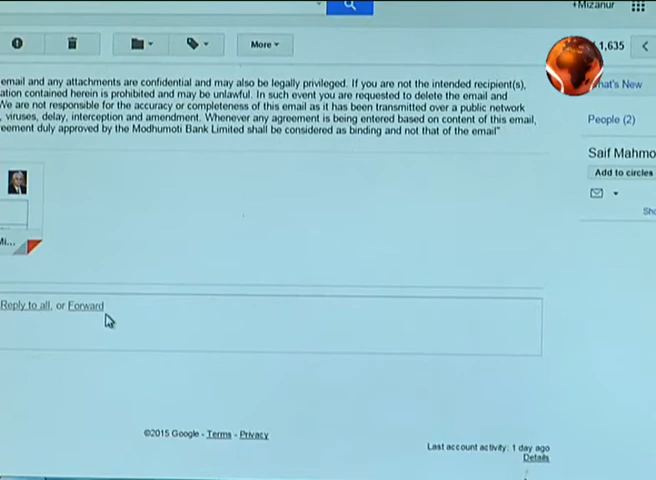 +Mizanur
More
1,635
email and any attachments are confidential and may also be legally privileged. If you are not the intended recipient(s),
ation contained herein is prohibited and may be unlawful. In such event you are requested to delete the email and
We are not responsible for the accuracy or completeness of this email as it has been transmitted over a public network
, viruses, delay, interception and amendment. Whenever any agreement is being entered based on content of this email,
eement duly approved by the Modhumoti Bank Limited shall be considered as binding and not that of the email"
hat's New
People (2)
Saif Mahmo
Add to circles
Sho
Mi...
Reply to all, or Forward
©2015 Google - Terms - Privacy
Last account activity: 1 day ago
Details